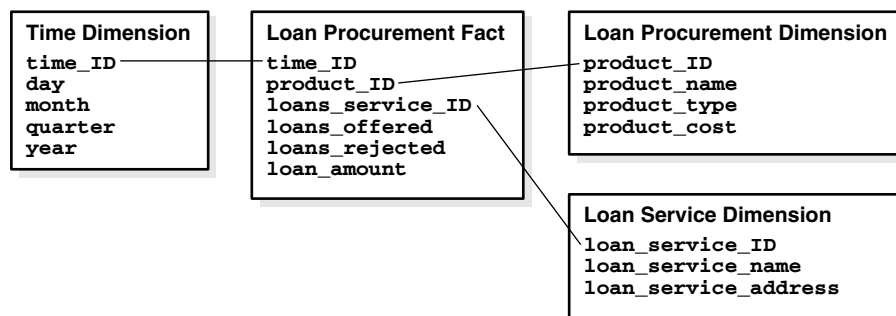 Time Dimension
time_ID
day
month
quarter
year
Loan Procurement Fact
time_ID
product_ID
loans_service_ID
loans_offered
loans_rejected
loan_amount
Loan Procurement Dimension
product_ID
product_name
product_type
product_cost
Loan Service Dimension
loan_service_ID
loan_service_name
loan_service_address